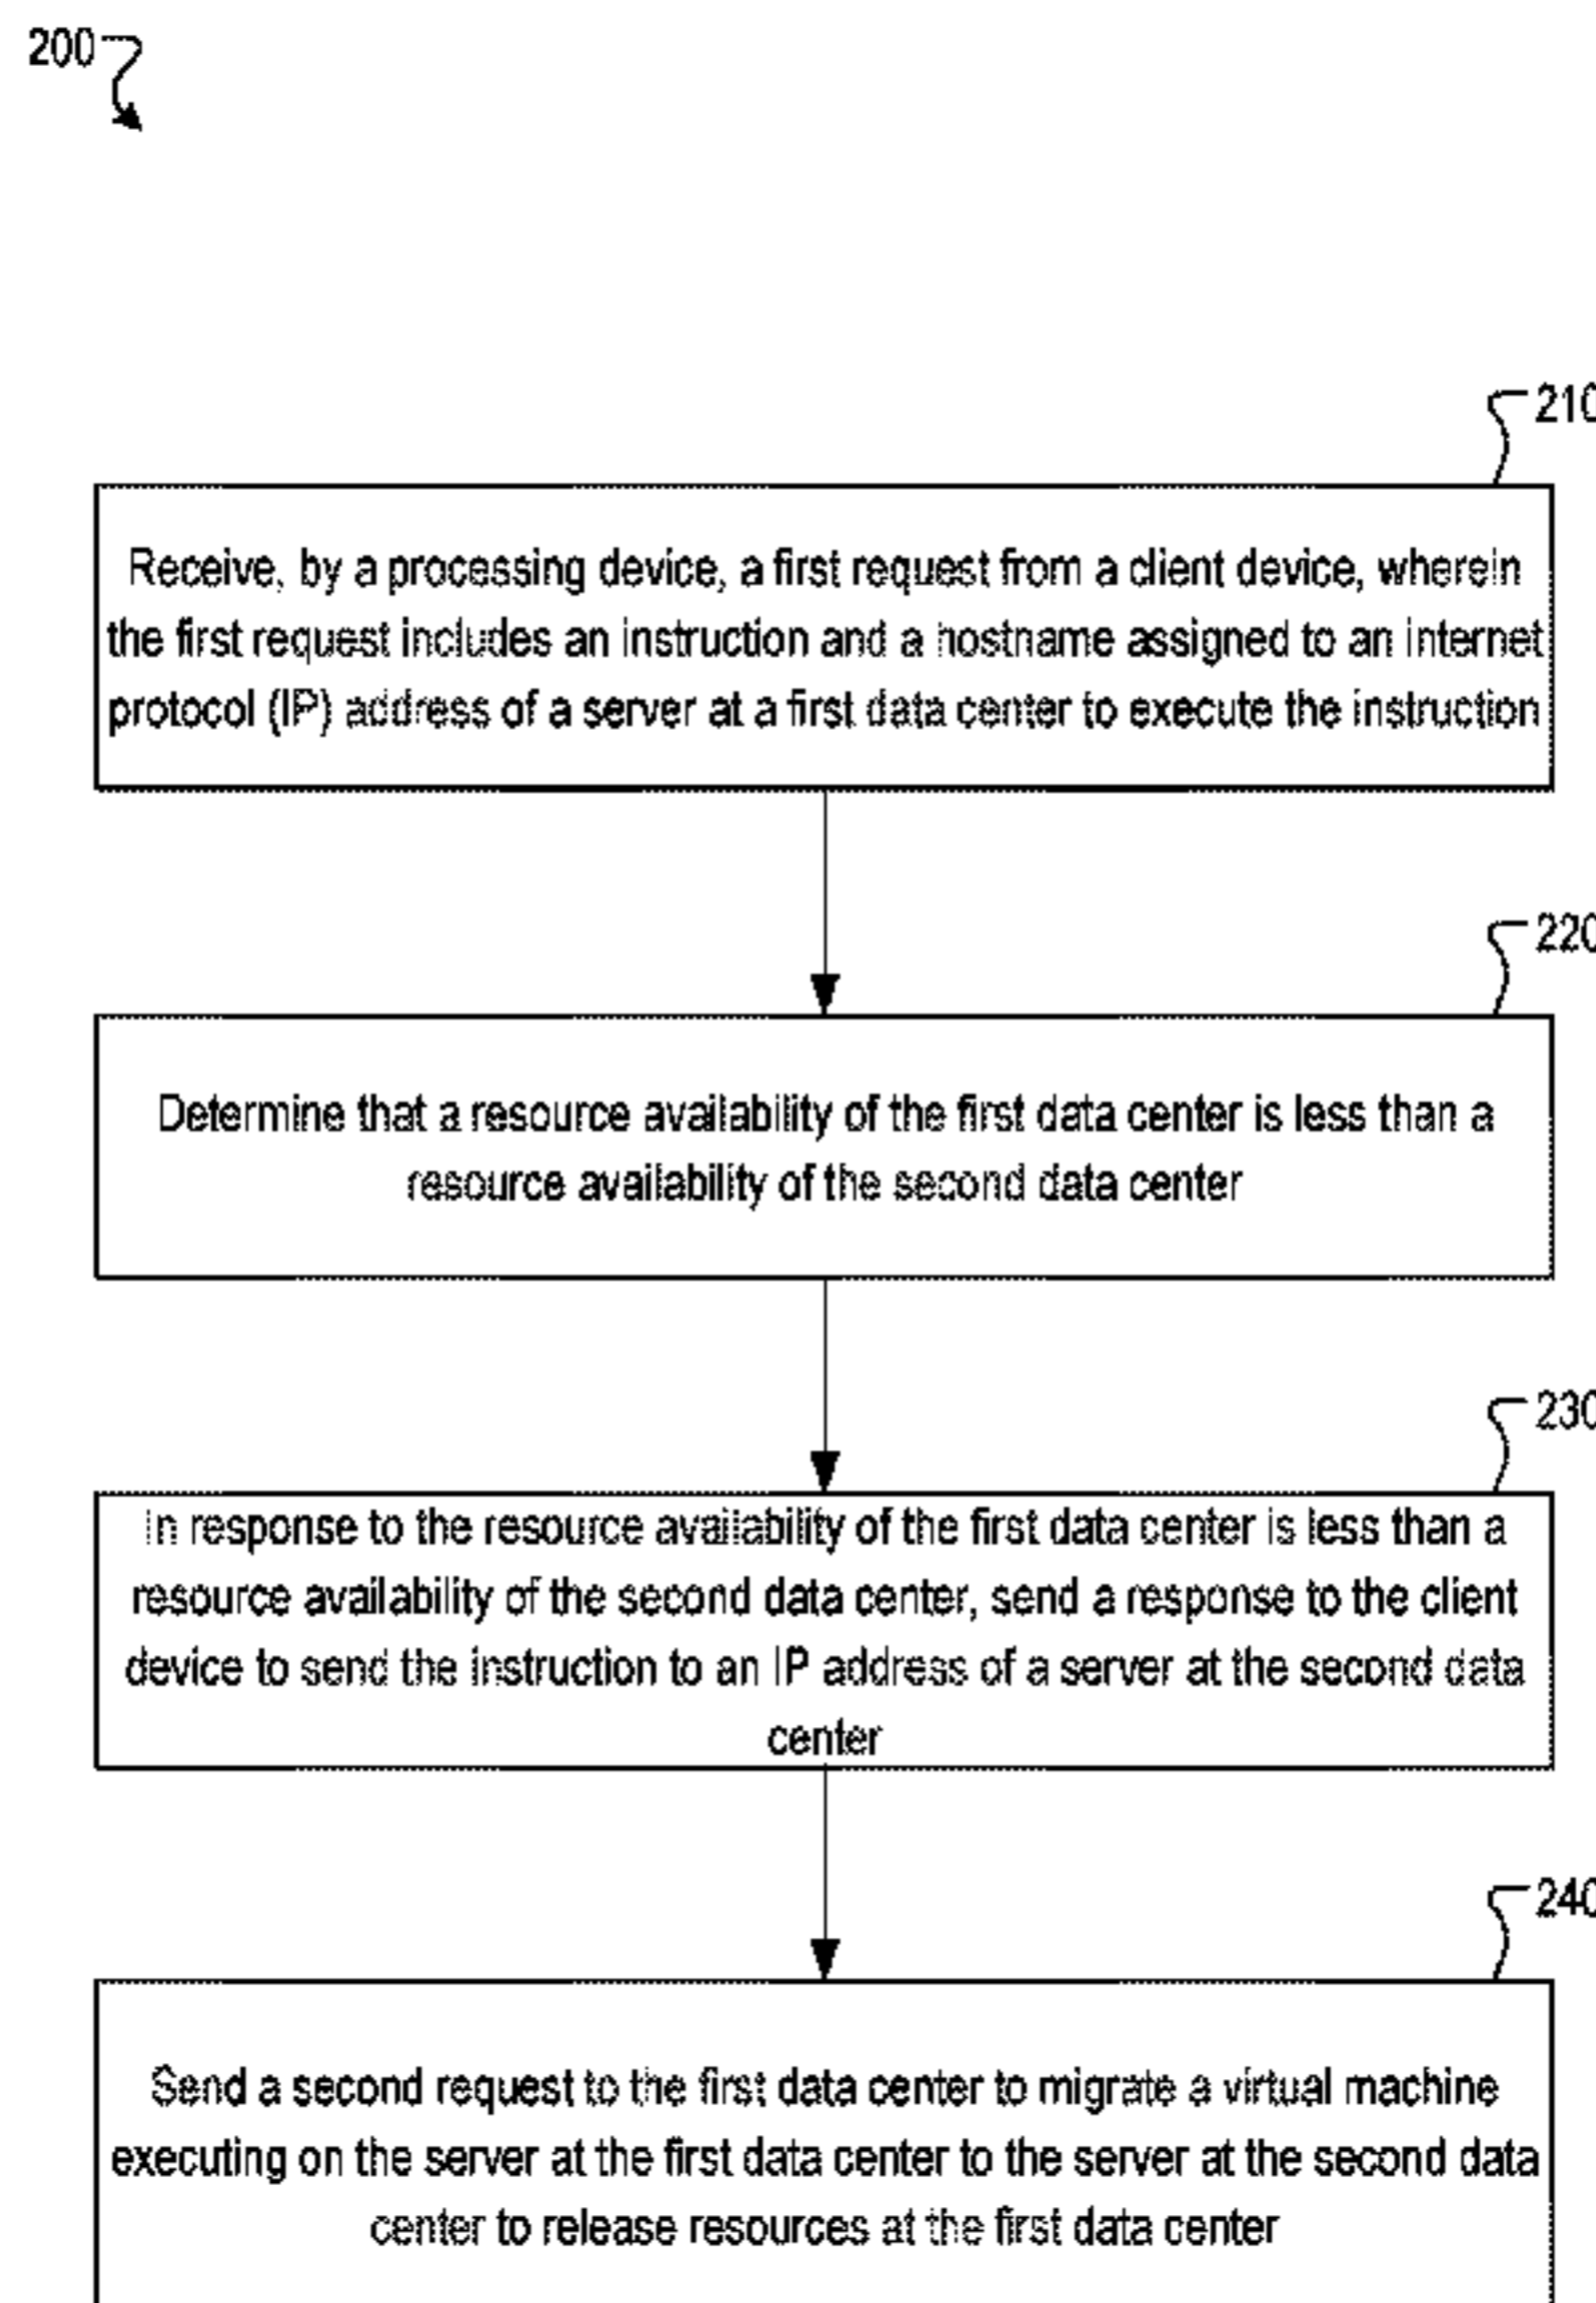 200
210
Receive, by a processing device, a first request from a client device, wherein
the first request includes an instruction and a hostname assigned to an internet
protocol (IP) address of a server at a first data center to execute the instruction
220
Determine that a resource availability of the first data center is less than a
resource availability of the second data center
230
In response to the resource availability of the first data center is less than a
resource availability of the second data center, send a response to the client
device to send the instruction to an IP address of a server at the second data
center
240
Send a second request to the first data center to migrate a virtual machine
executing on the server at the first data center to the server at the second data
center to release resources at the first data center